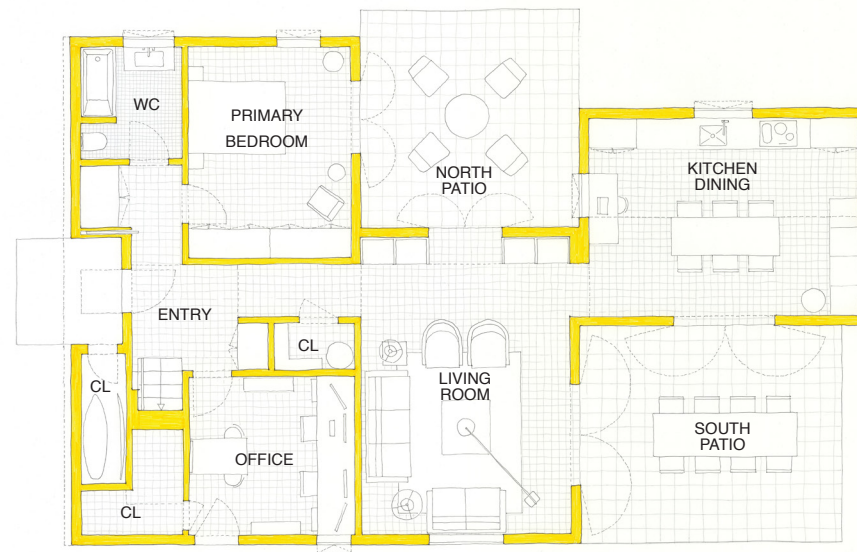 WC
PRIMARY
BEDROOM
NORTH
PATIO
KITCHEN
DINING
ENTRY
CL
CL
LIVING
ROOM
SOUTH
PATIO
OFFICE
CL